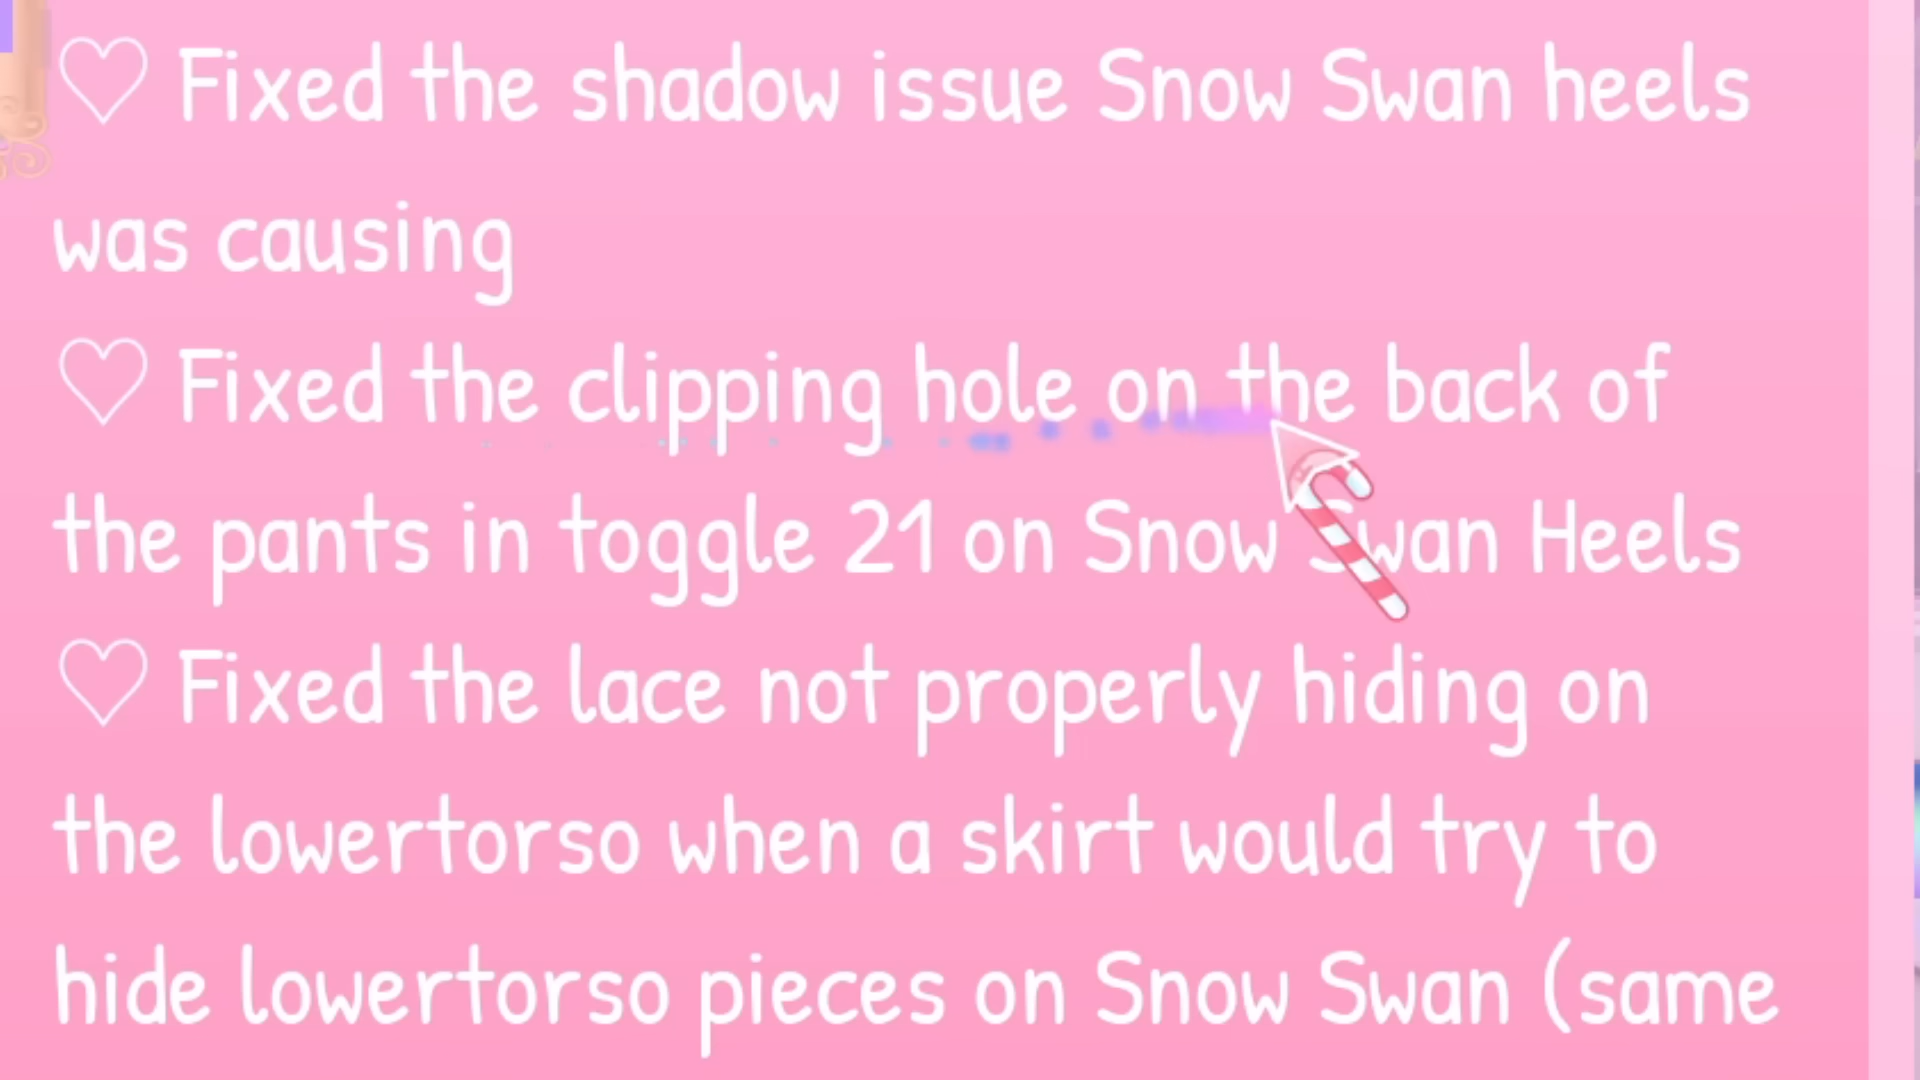 ♡ Fixed the shadow issue Snow Swan heels
was causing
♡ Fixed the clipping hole on the back of
the pants in toggle 21 on Snow Swan Heels
♡ Fixed the lace not properly hiding on
the lowertorso when a skirt would try to
hide lowertorso pieces on Snow Swan (same